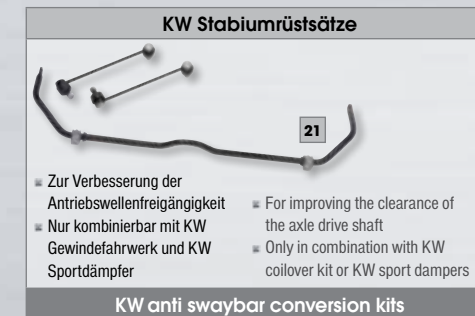 KW Stabiumrüstsätze
21
Zur Verbesserung der
Antriebswellenfreigängigkeit
Nur kombinierbar mit KW
Gewindefahrwerk und KW
Sportdämpfer
For improving the clearance of
the axle drive shaft
Only in combination with KW
coilover kit or KW sport dampers
KW anti swaybar conversion kits